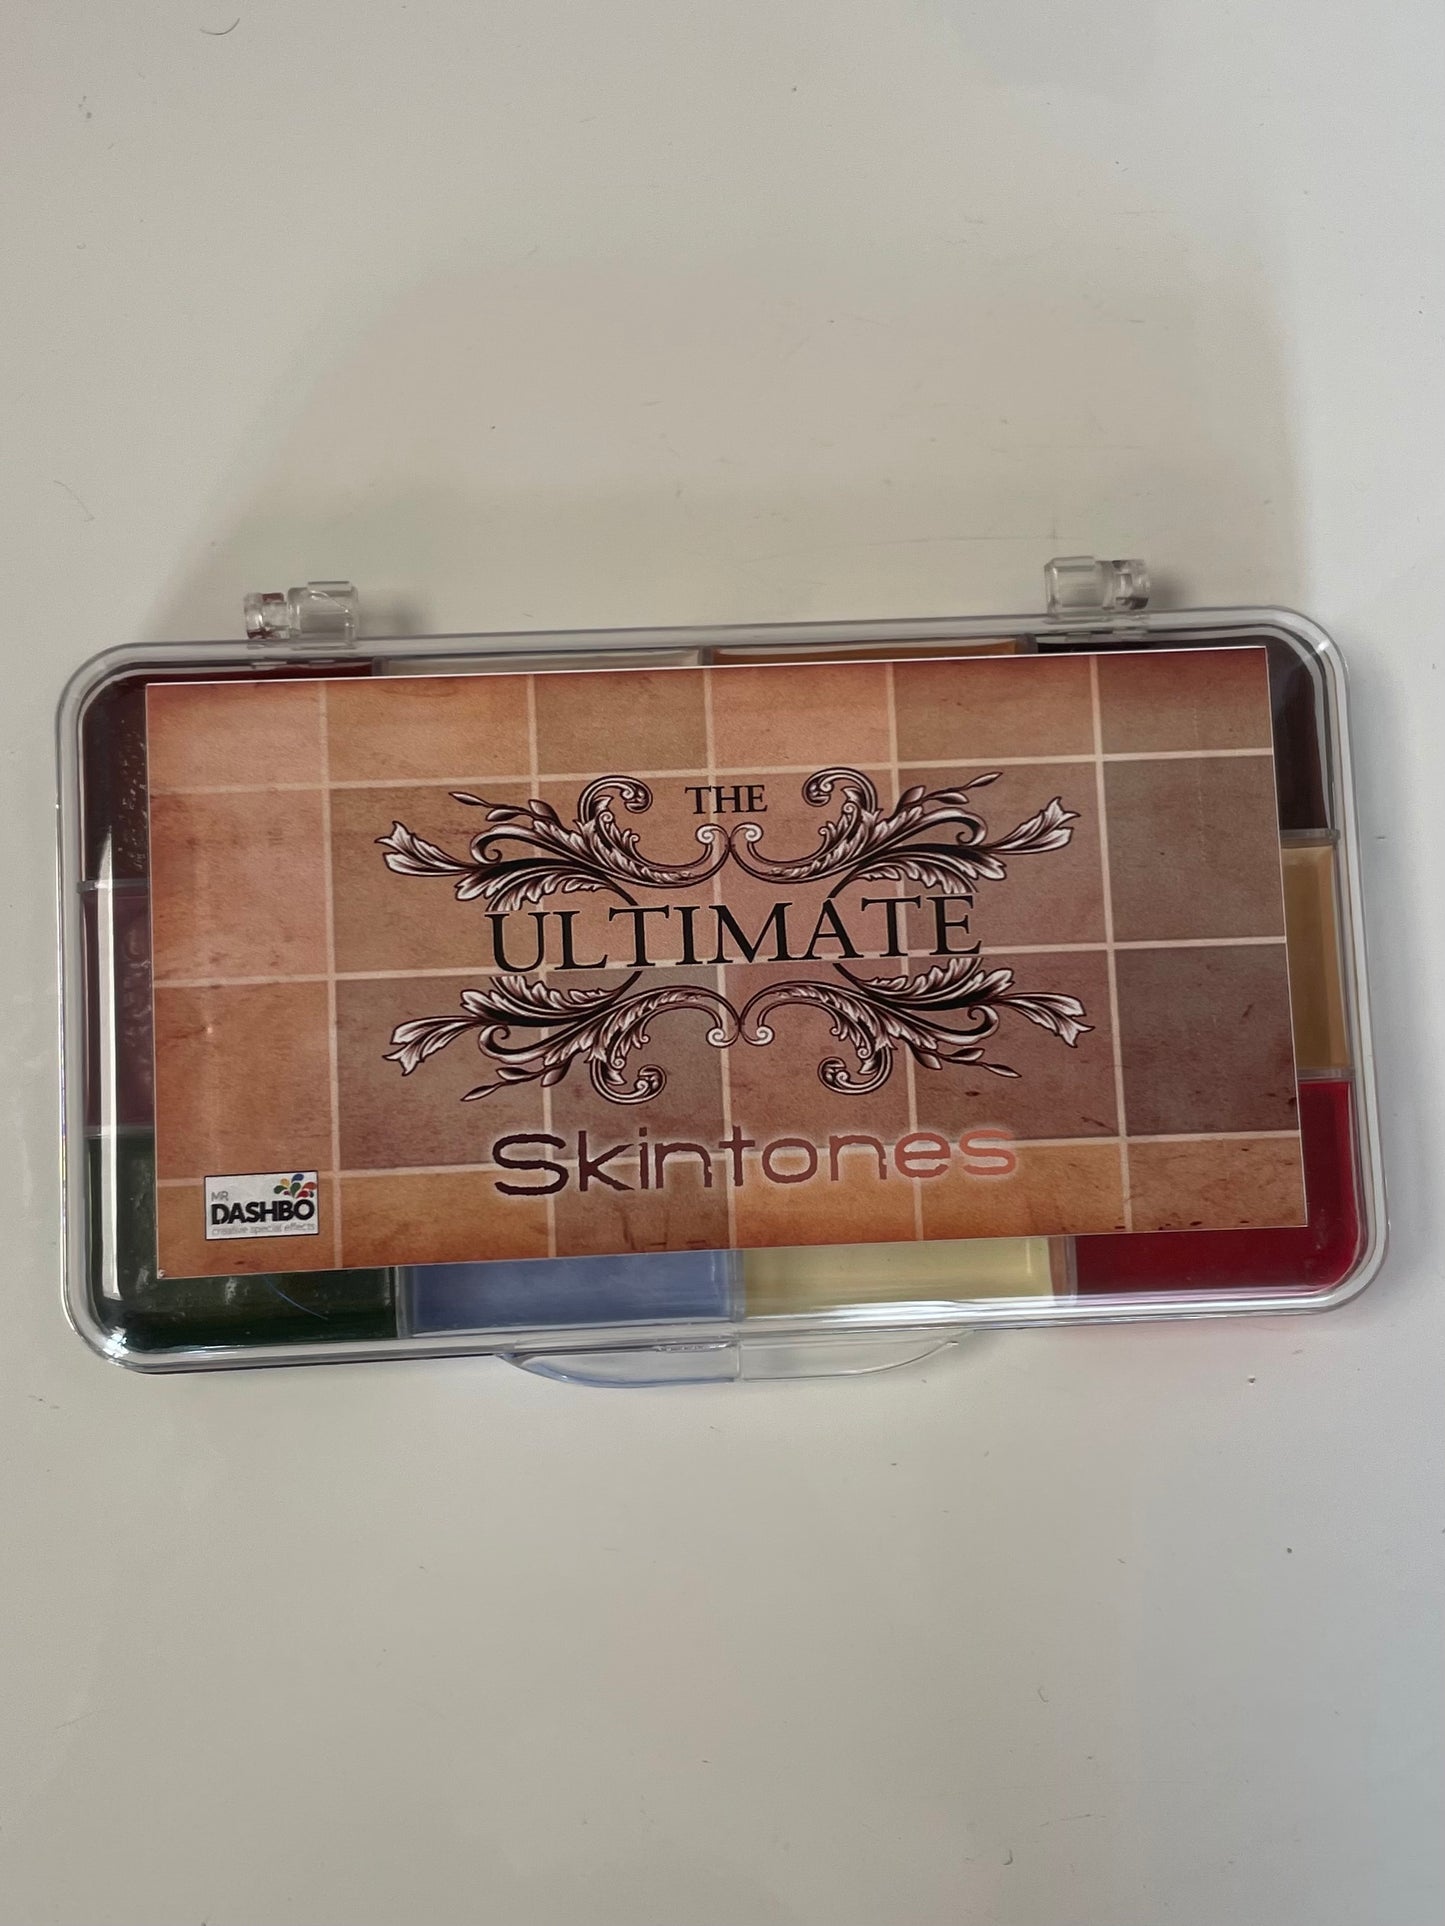 THE
ULTIMATE
Skintones
MR
DASHBO
creative special effects